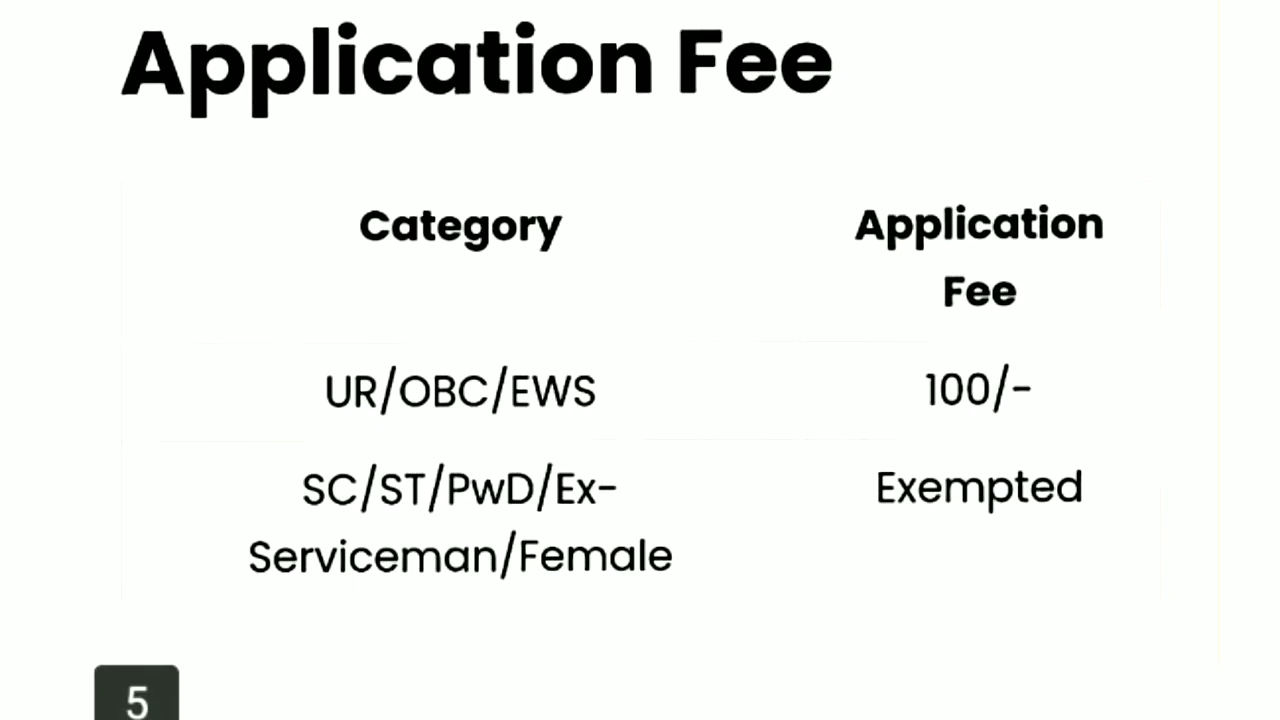 Application Fee
Category
Application
Fee
UR/OBC/EWS
100/-
SC/ST/PwD/Ex-
Serviceman/Female
Exempted
5